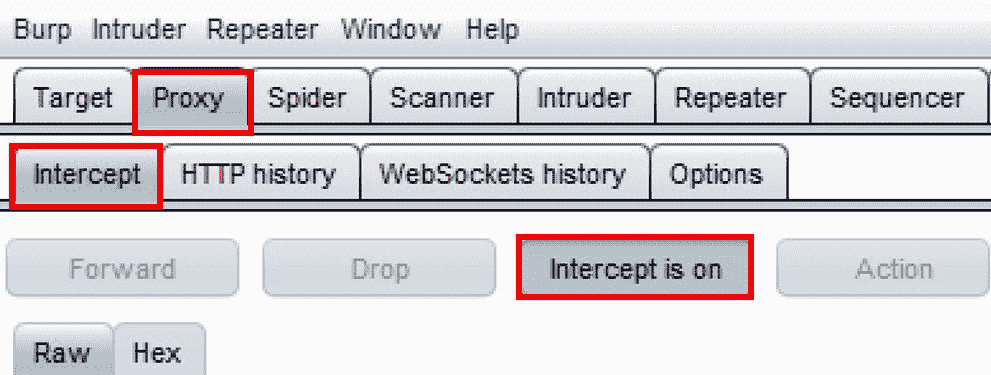 Burp Intruder Repeater Window Help
Target Proxy Spider Scanner Intruder Repeater Sequencer
Intercept HTTP history WebSockets history Options
Forward Drop Intercept is on Action
Raw Hex